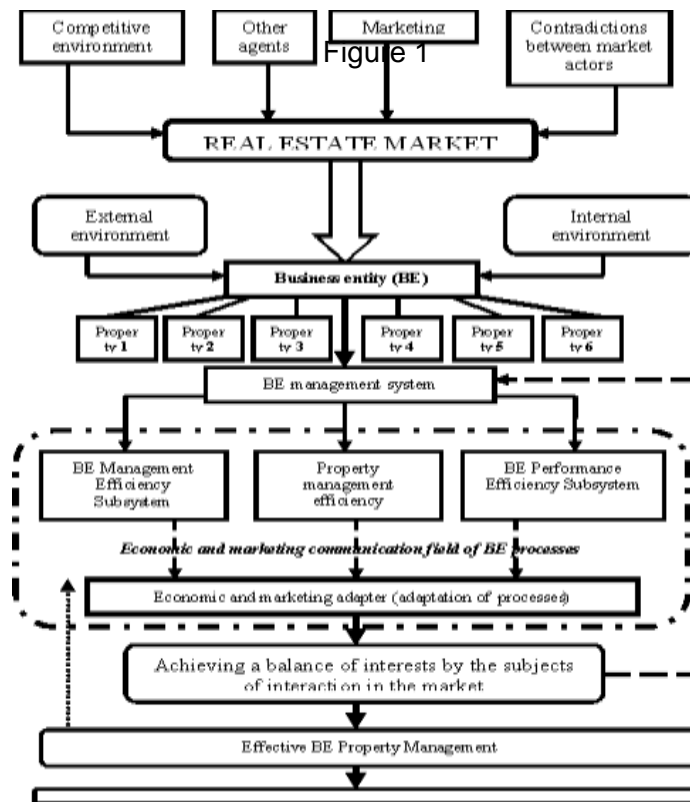 Competitive
environment
Other
agents
Marketing
Contradictions
between market
actors
Figure 1
REAL ESTATE MARKET
External
environment
Internal
environment
Business entity (BE)
Proper
ty 1
Proper
ty 2
Proper
ty 3
Proper
ty 4
Proper
ty 5
Proper
ty 6
BE management system
BE Management
Efficiency
Subsystem
Property
management
efficiency
BE Performance
Efficiency Subsystem
Economic and marketing communication field of BE processes
Economic and marketing adapter (adaptation of processes)
Achieving a balance of interests by the subjects
of interaction in the market
Effective BE Property Management